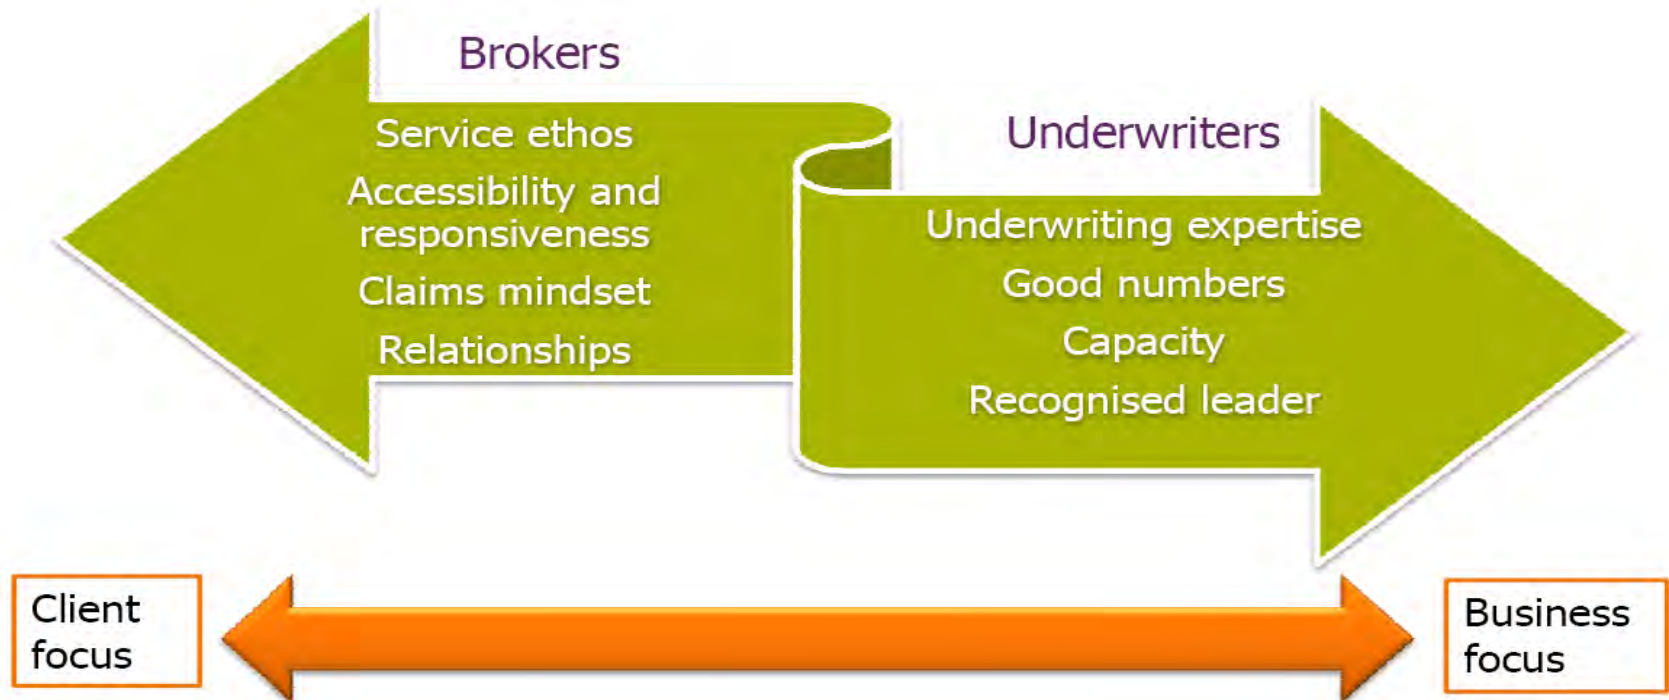 Brokers
Service ethos
Accessibility and
responsiveness
Claims mindset
Relationships
Underwriters
Underwriting expertise
Good numbers
Capacity
Recognised leader
Client
focus
Business
focus